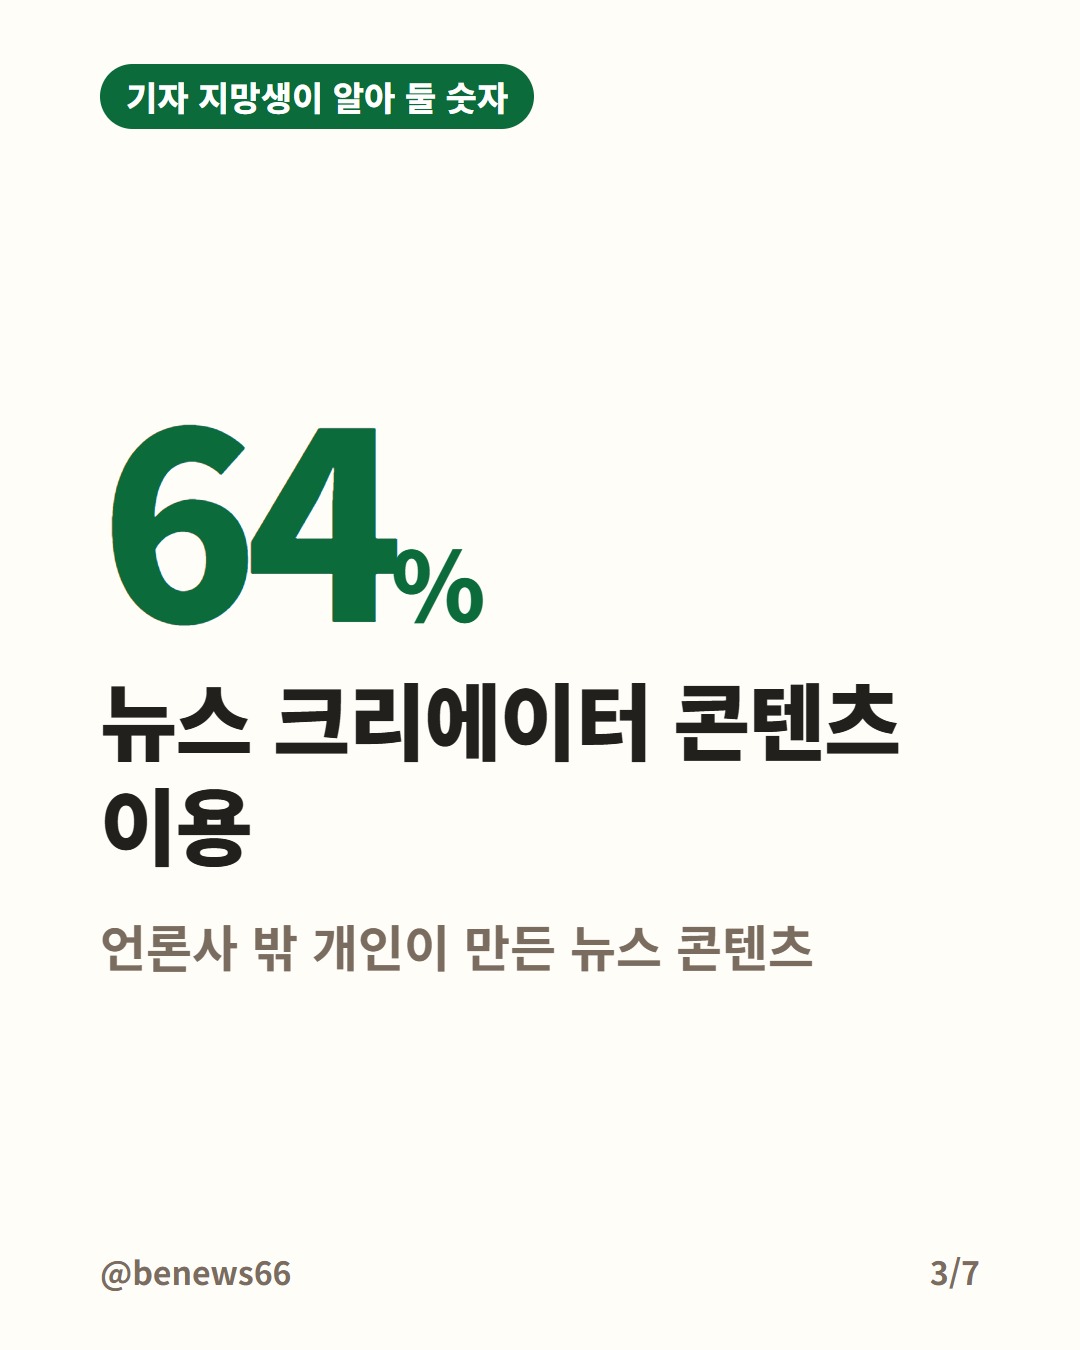 기자 지망생이 알아 둘 숫자
64%
뉴스 크리에이터 콘텐츠
이용
언론사 밖 개인이 만든 뉴스 콘텐츠
@benews66
3/7